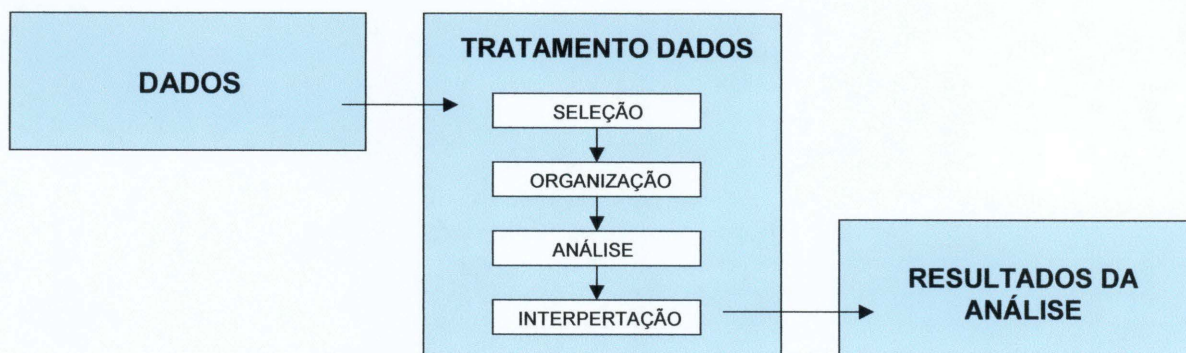 DADOS
TRATAMENTO DADOS
SELEÇÃO
ORGANIZAÇÃO
ANÁLISE
INTERPERTAÇÃO
RESULTADOS DA
ANÁLISE